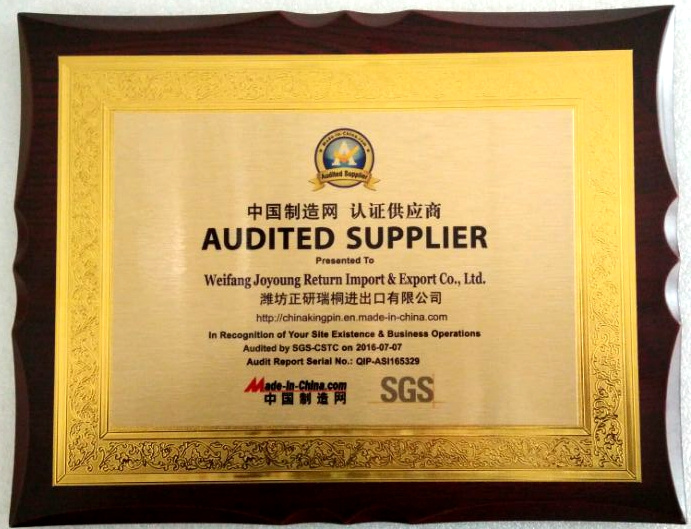 Made-in-China.com
Audited Supplier
中国制造网 认证供应商
AUDITED SUPPLIER
Presented To
Weifang Joyoung Return Import & Export Co., Ltd.
潍坊正研瑞桐进出口有限公司
http://chinakingpin.en.made-in-china.com
In Recognition of Your Site Existence & Business Operations
Audited by SGS-CSTC on 2016-07-07
Audit Report Serial No.: QIP-ASI165329
Made-in-China.com
中国制造网
SGS